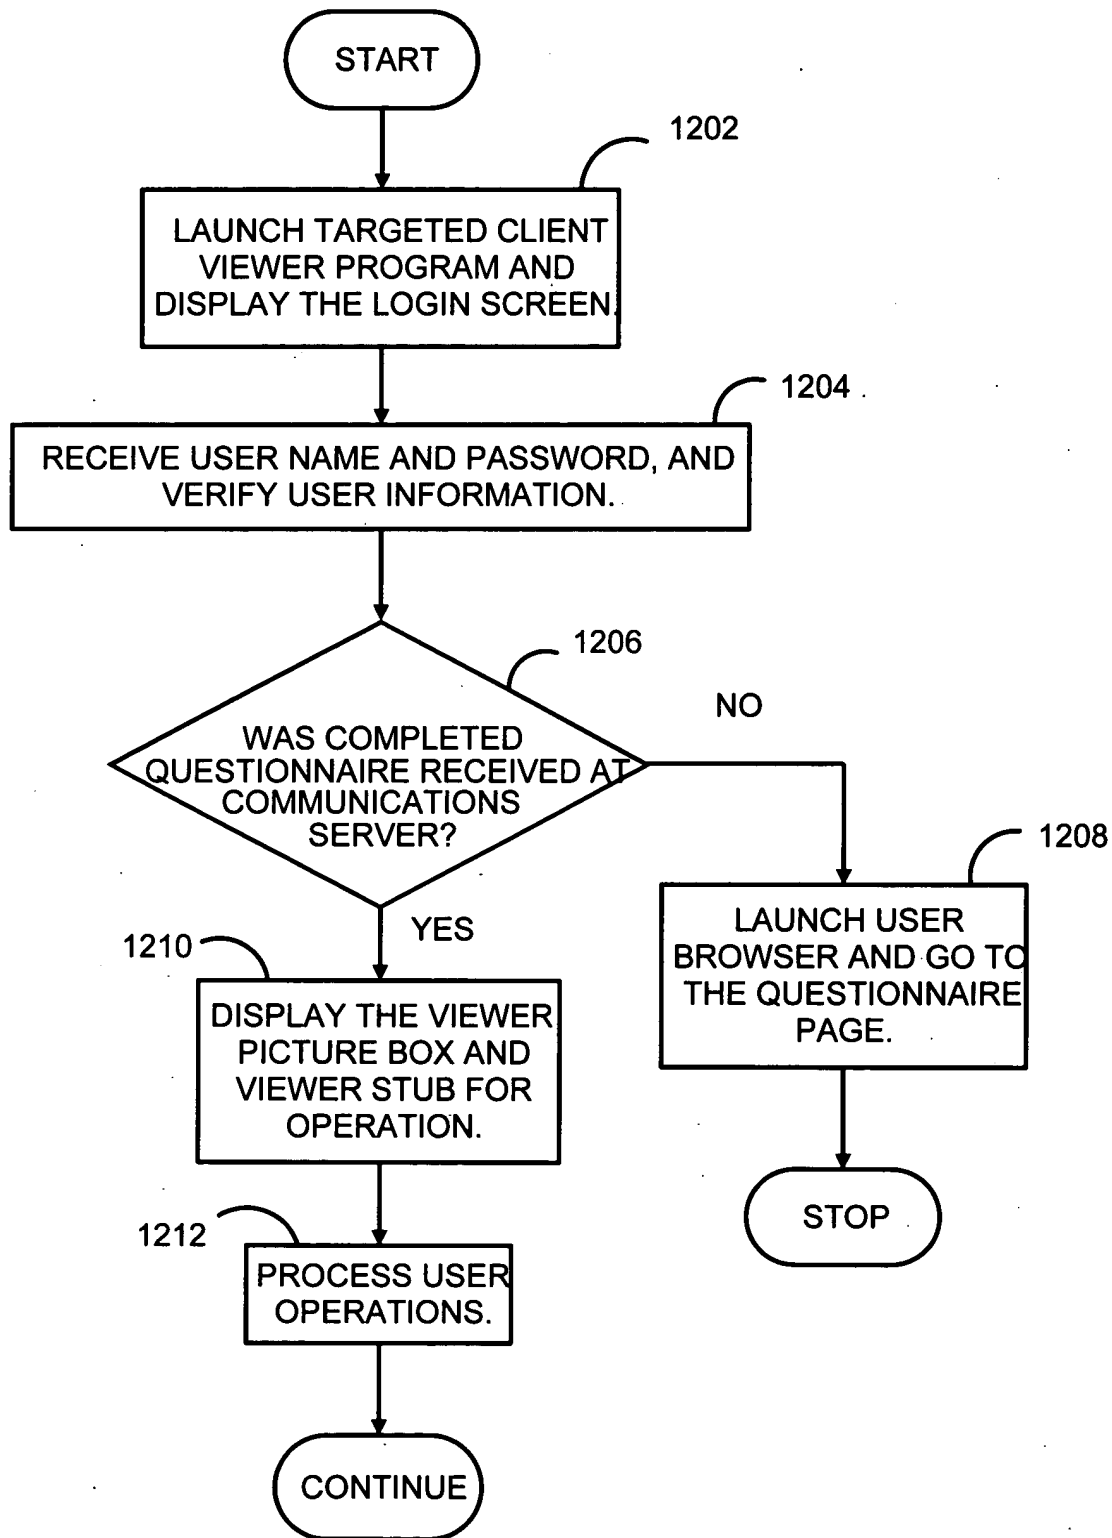 START
1202
LAUNCH TARGETED CLIENT
VIEWER PROGRAM AND
DISPLAY THE LOGIN SCREEN.
1204
RECEIVE USER NAME AND PASSWORD, AND
VERIFY USER INFORMATION.
1206
WAS COMPLETED
QUESTIONNAIRE RECEIVED AT
COMMUNICATIONS
SERVER?
NO
1208
LAUNCH USER
BROWSER AND GO TO
THE QUESTIONNAIRE
PAGE.
STOP
YES
1210
DISPLAY THE VIEWER
PICTURE BOX AND
VIEWER STUB FOR
OPERATION.
1212
PROCESS USER
OPERATIONS.
CONTINUE